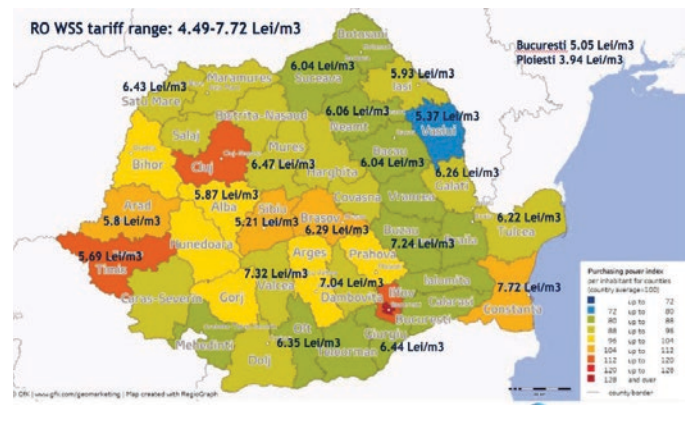 RO WSS tariff range: 4.49-7.72 Lei/m3
Bucuresti 5.05 Lei/m3
Ploiesti 3.94 Lei/m3
Botosani
6.04 Lei/m3
Suceava
Maramures
5.93 Lei/m3
Iasi
6.43 Lei/m3
Satu Mare
Bistrita-Nasaud
6.06 Lei/m3
Neamt
5.37 Lei/m3
Vaslui
Salaj
Bihor
Cluj
Mures
6.47 Lei/m3
Harghita
Bacau
6.04 Lei/m3
6.26 Lei/m3
Galati
5.87 Lei/m3
Alba
Arad
5.8 Lei/m3
Sibiu
5.21 Lei/m3
Brasov
6.29 Lei/m3
Covasna
Vrancea
6.22 Lei/m3
Tulcea
5.69 Lei/m3
Timis
Hunedoara
Arges
Prahova
Buzau
7.24 Lei/m3
Braila
7.32 Lei/m3
Valcea
7.04 Lei/m3
Dambovita
Ilfov
Ialomita
Calarasi
7.72 Lei/m3
Constanta
Caras-Severin
Gorj
Bucuresti
Giurgiu
Mehedinti
Olt
6.35 Lei/m3
Teleorman
6.44 Lei/m3
Dolj
Purchasing power index
per inhabitant for counties
(country average=100)
up to 72
72 up to 80
80 up to 88
88 up to 96
96 up to 104
104 up to 112
112 up to 120
120 up to 128
128 and over
county border
© GfK | www.gfk.com/geomarketing | Map created with RegioGraph